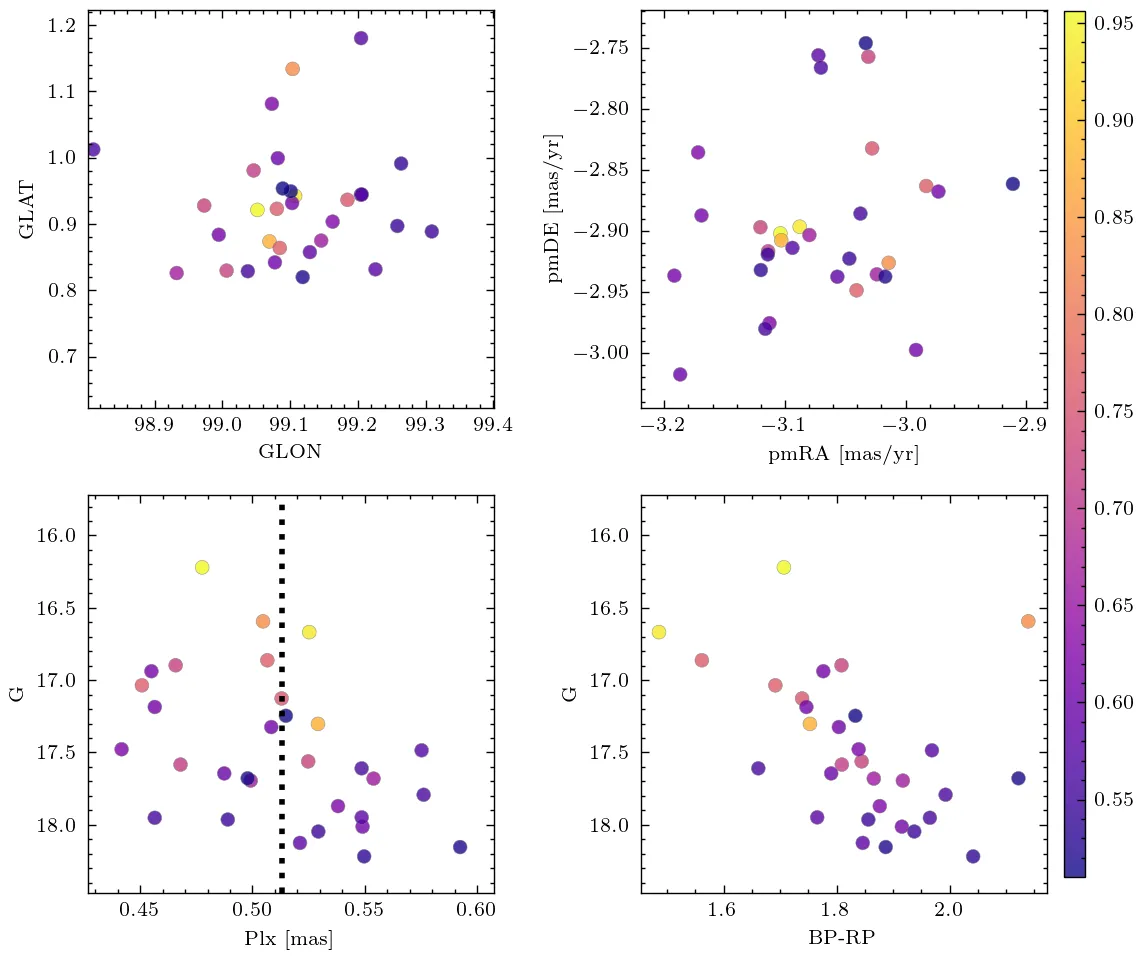 1.2
1.1
1.0
0.9
0.8
0.7
GLAT
98.9 99.0 99.1 99.2 99.3 99.4
GLON
−2.75
−2.80
−2.85
−2.90
−2.95
−3.00
pmDE [mas/yr]
−3.2 −3.1 −3.0 −2.9
pmRA [mas/yr]
0.95
0.90
0.85
0.80
0.75
0.70
0.65
0.60
0.55
16.0
16.5
17.0
17.5
18.0
G
0.45 0.50 0.55 0.60
Plx [mas]
16.0
16.5
17.0
17.5
18.0
G
1.6 1.8 2.0
BP-RP